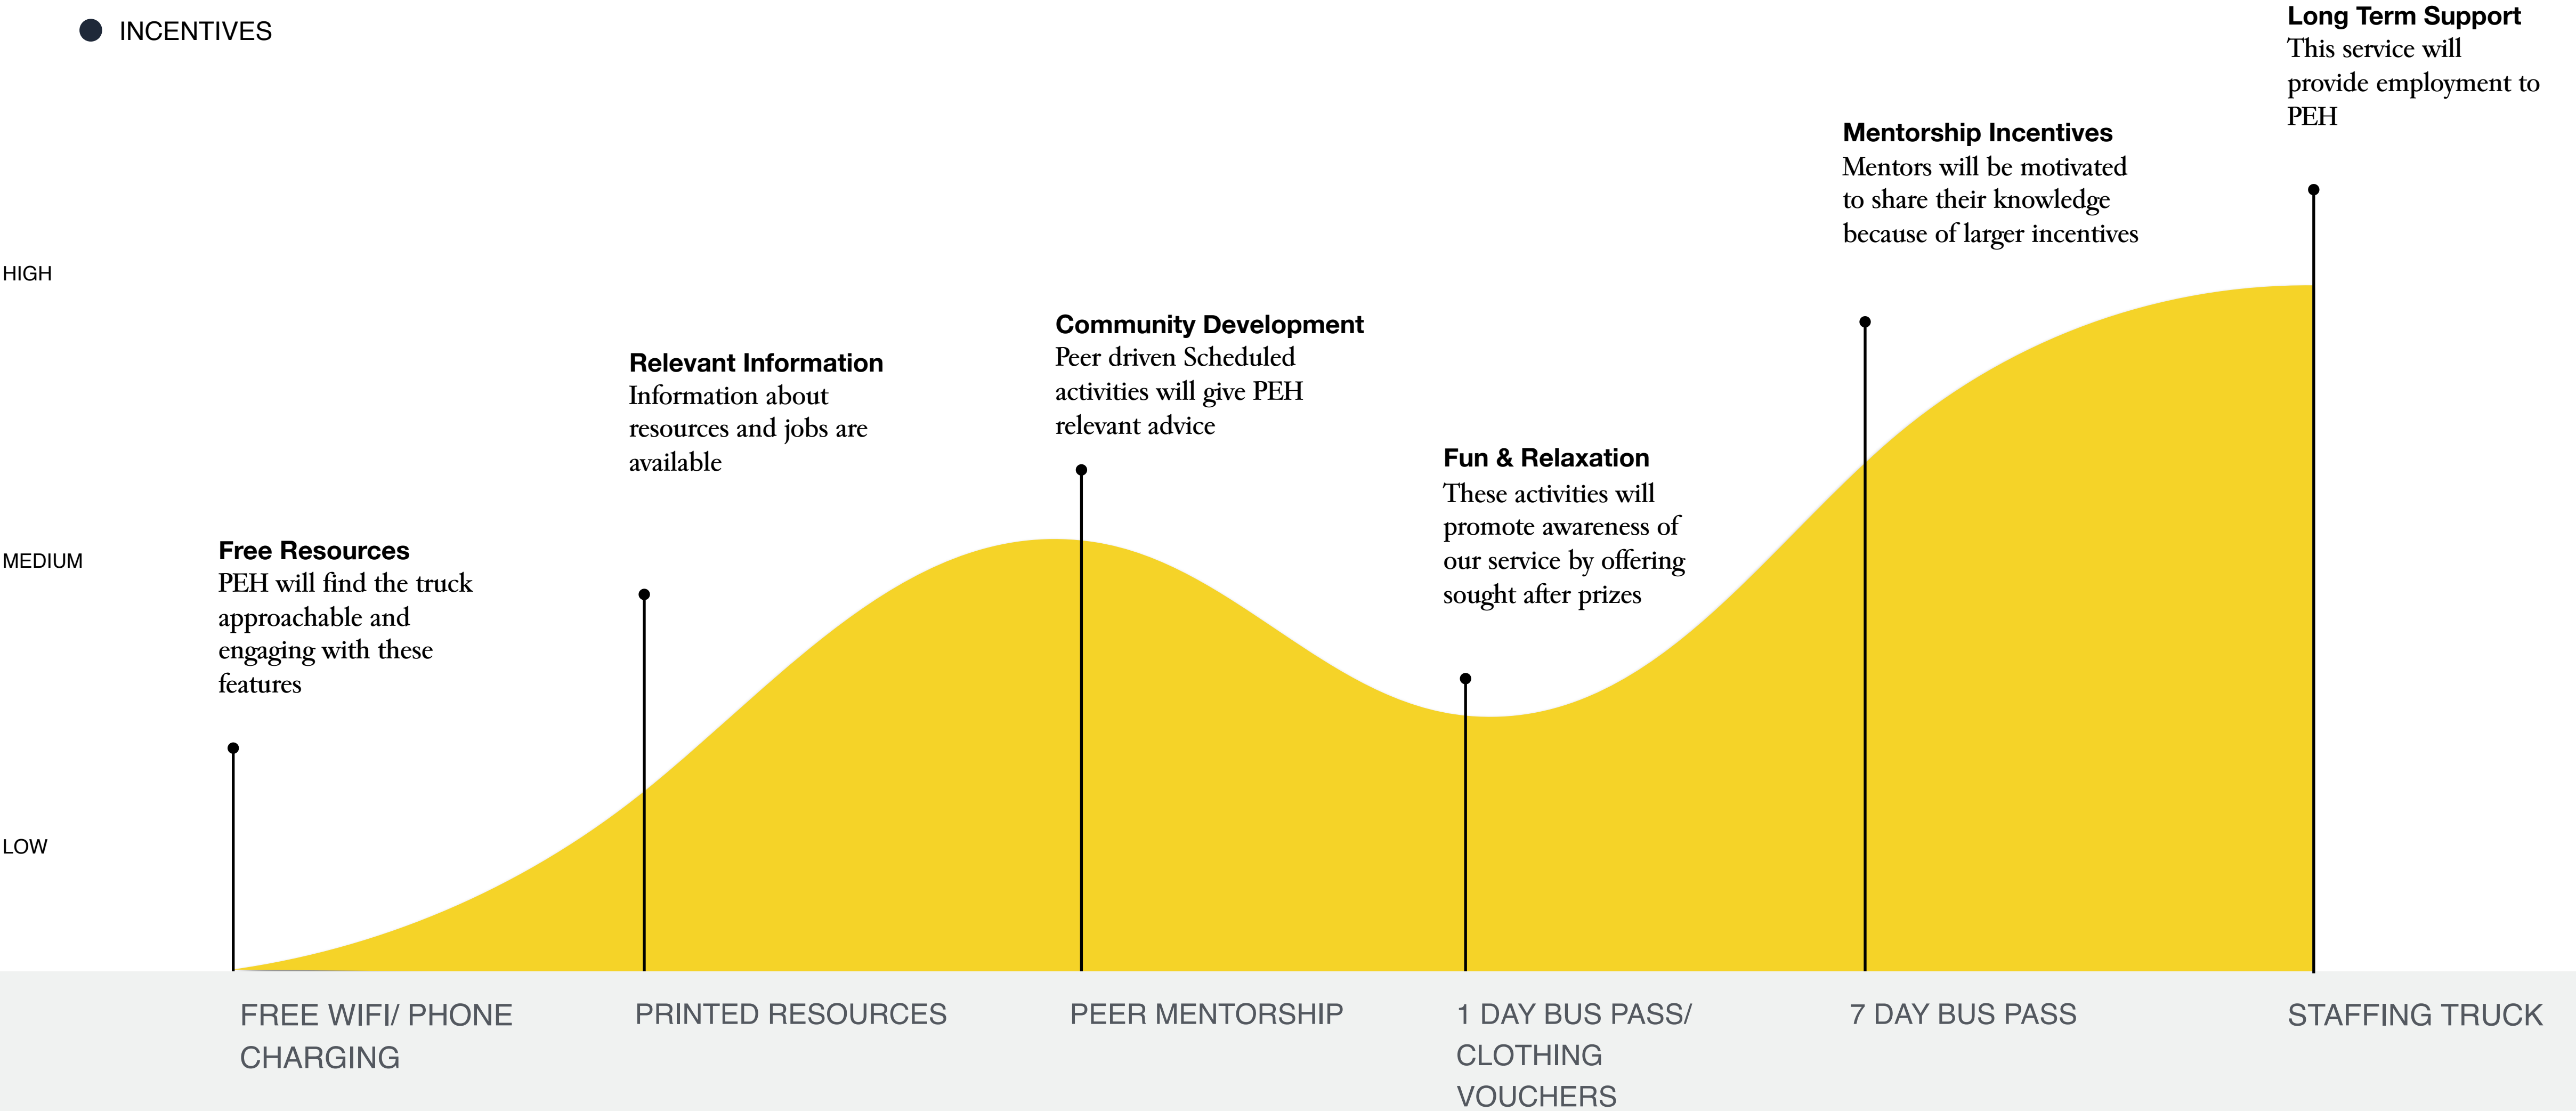 INCENTIVES
HIGH
MEDIUM
LOW
Free Resources
PEH will find the truck
approachable and
engaging with these
features
Relevant Information
Information about
resources and jobs are
available
Community Development
Peer driven Scheduled
activities will give PEH
relevant advice
Fun & Relaxation
These activities will
promote awareness of
our service by offering
sought after prizes
Mentorship Incentives
Mentors will be motivated
to share their knowledge
because of larger incentives
Long Term Support
This service will
provide employment to
PEH
FREE WIFI/ PHONE
CHARGING
PRINTED RESOURCES
PEER MENTORSHIP
1 DAY BUS PASS/
CLOTHING
VOUCHERS
7 DAY BUS PASS
STAFFING TRUCK